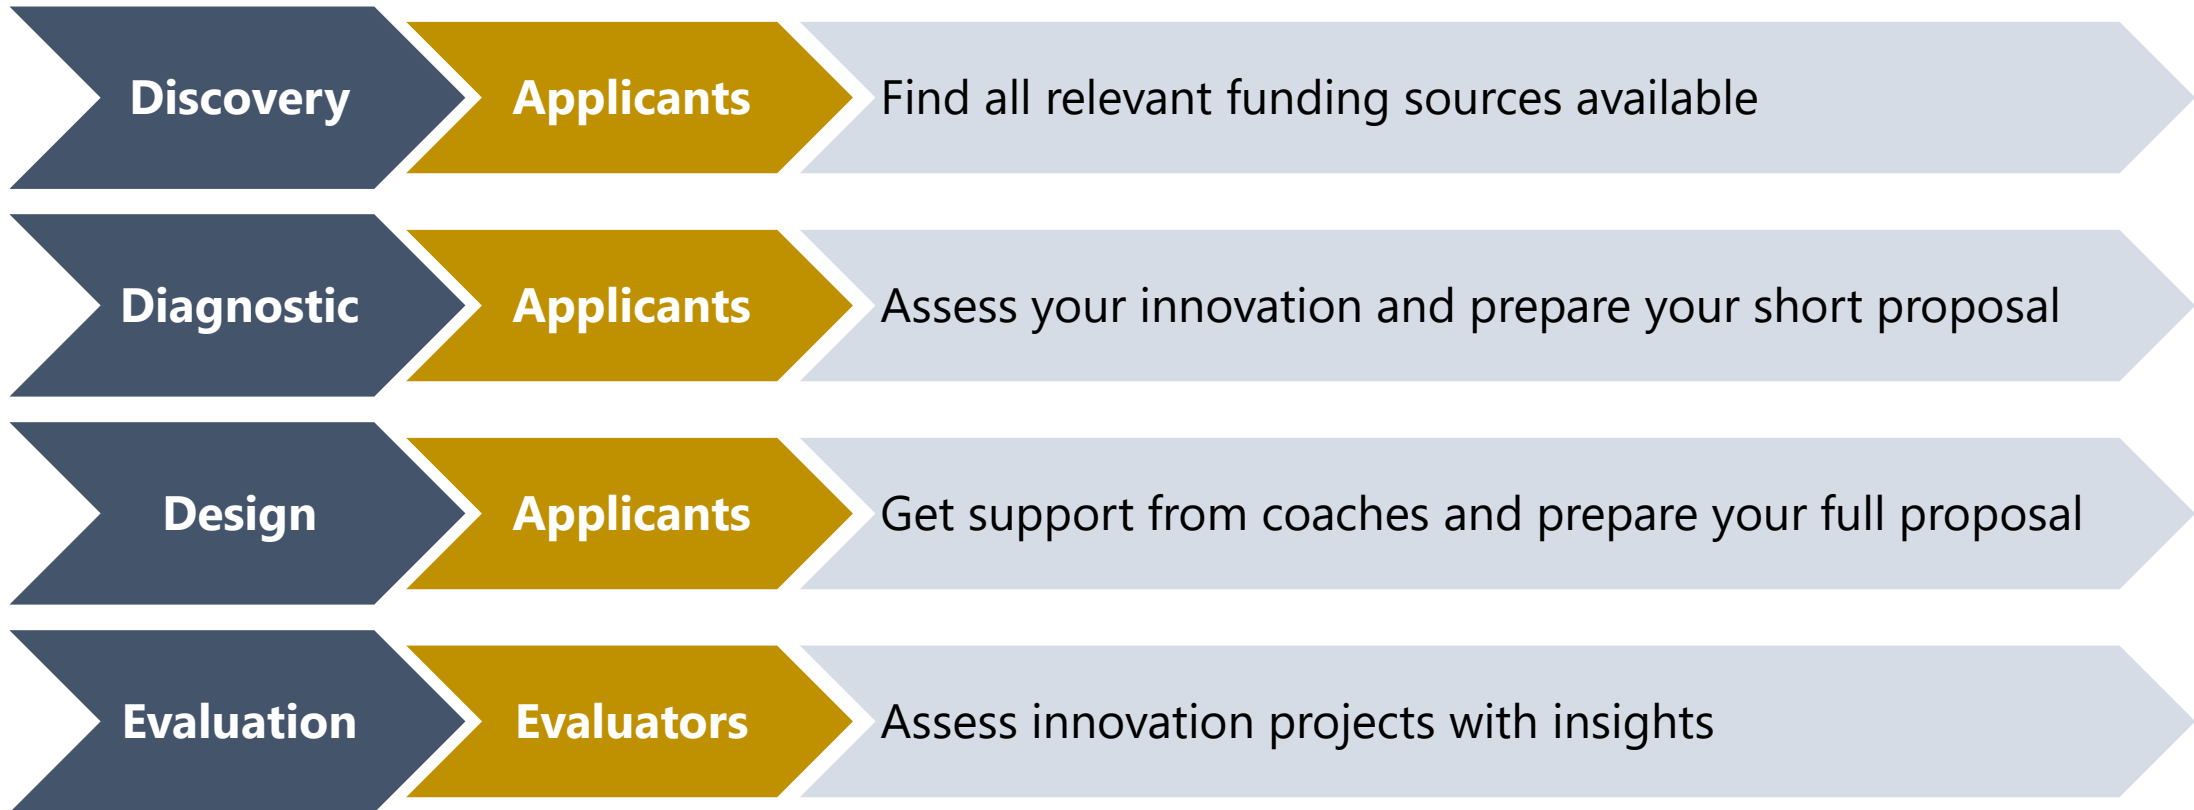 Discovery Applicants Find all relevant funding sources available
Diagnostic Applicants Assess your innovation and prepare your short proposal
Design Applicants Get support from coaches and prepare your full proposal
Evaluation Evaluators Assess innovation projects with insights